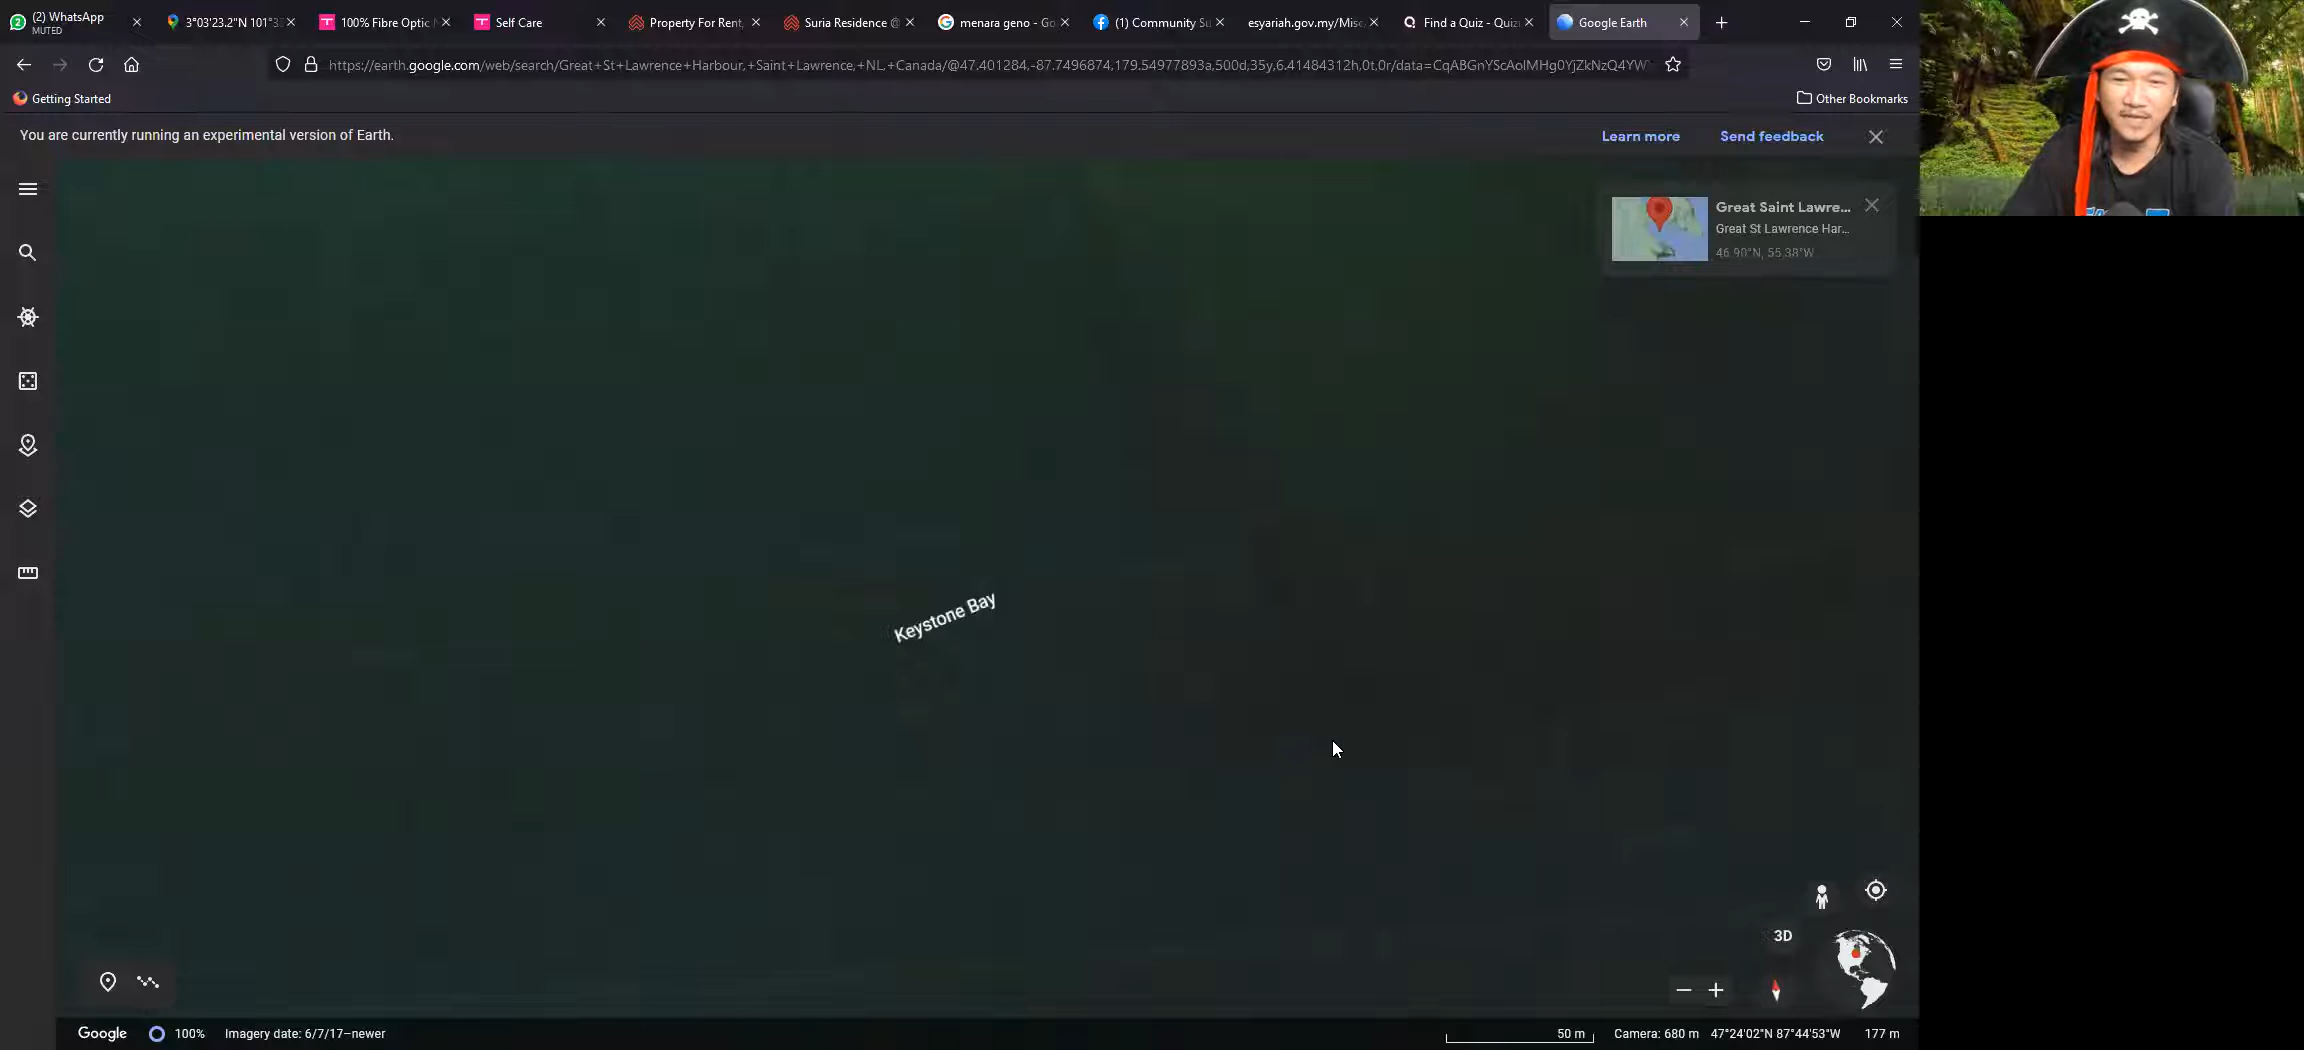 (2) WhatsApp
MUTED
3°03'23.2"N 101°3
100% Fibre Optic
Self Care
Property For Rent,
Suria Residence @
menara geno - Go
(1) Community
esyariah.gov.my/Mis
Find a Quiz - Quiz
Google Earth
https://earth.google.com/web/search/Great+St+Lawrence+Harbour,+Saint+Lawrence,+NL,+Canada/@47.401284,-87.7496874,179.54977893a,500d,35y,6.41484312h,0t,0r/data=
Getting Started
Other Bookmarks
You are currently running an experimental version of Earth.
Learn more
Send feedback
Great Saint Lawre...
Great St Lawrence Har...
46.90°N, 55.38°W
Keystone Bay
3D
Google
100%
Imagery date: 6/7/17–newer
50 m
Camera: 680 m
47°24'02"N 87°44'53"W
177 m